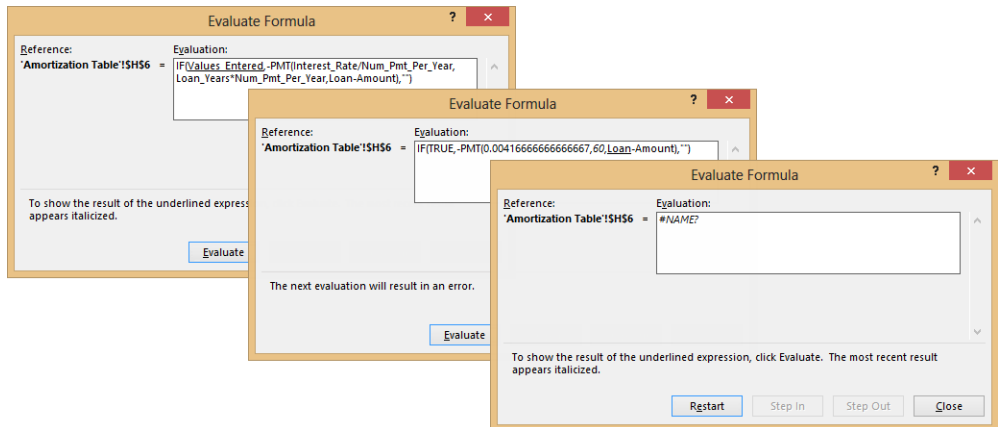 Evaluate Formula
?
×
Reference:
Evaluation:
'Amortization Table'!$H$6 =
IF(Values_Entered,-PMT(Interest_Rate/Num_Pmt_Per_Year,
Loan_Years*Num_Pmt_Per_Year,Loan-Amount),"")
To show the result of the underlined expres
appears italicized.
Evaluate
Evaluate Formula
?
×
Reference:
Evaluation:
'Amortization Table'!$H$6 =
IF(TRUE,-PMT(0.00416666666666667,60,Loan-Amount),"")
The next evaluation will result in an error.
Evaluate
Evaluate Formula
?
×
Reference:
Evaluation:
'Amortization Table'!$H$6 =
#NAME?
To show the result of the underlined expression, click Evaluate. The most recent result
appears italicized.
Restart
Step In
Step Out
Close